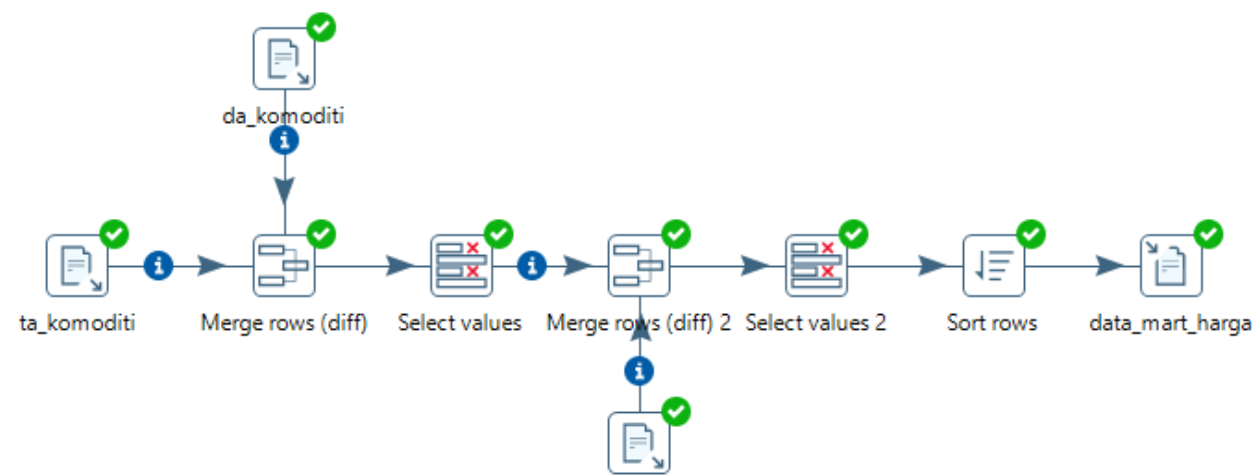 da_komoditi
ta_komoditi
Merge rows (diff)
Select values
Merge rows (diff) 2
Select values 2
Sort rows
data_mart_harga